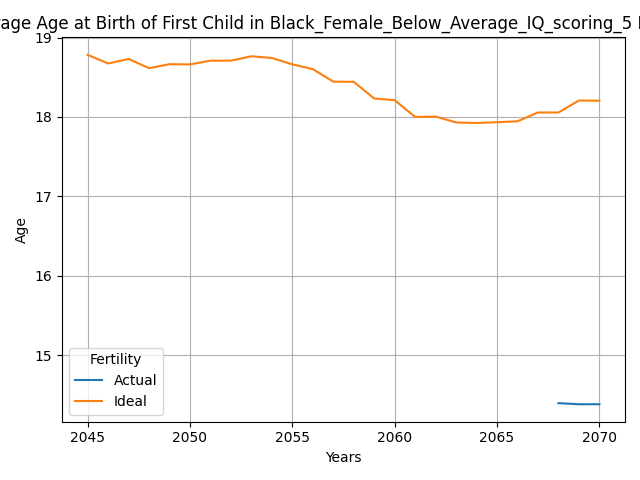 Age at Birth of First Child in Black_Female_Below_Average_IQ_scoring_5
19
18
17
16
15
Age
Fertility
Actual
Ideal
2045 2050 2055 2060 2065 2070
Years